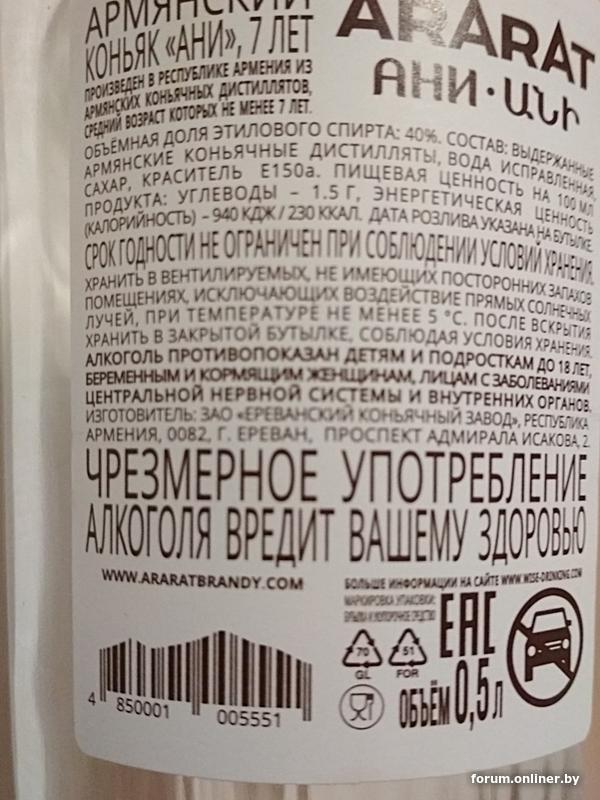 АРМЯНСКИЙ
КОНЬЯК «АНИ», 7 ЛЕТ
ПРОИЗВЕДЕН В РЕСПУБЛИКЕ АРМЕНИЯ ИЗ
АРМЯНСКИХ КОНЬЯЧНЫХ ДИСТИЛЛЯТОВ,
СРЕДНИЙ ВОЗРАСТ КОТОРЫХ НЕ МЕНЕЕ 7 ЛЕТ.
ARARAT
АНИ · ԱՆԻ
ОБЪЁМНАЯ ДОЛЯ ЭТИЛОВОГО СПИРТА: 40%. СОСТАВ: ВЫДЕРЖАННЫЕ
АРМЯНСКИЕ КОНЬЯЧНЫЕ ДИСТИЛЛЯТЫ, ВОДА ИСПРАВЛЕННАЯ,
САХАР, КРАСИТЕЛЬ Е150а. ПИЩЕВАЯ ЦЕННОСТЬ НА 100 МЛ
ПРОДУКТА: УГЛЕВОДЫ – 1.5 Г, ЭНЕРГЕТИЧЕСКАЯ ЦЕННОСТЬ
(КАЛОРИЙНОСТЬ) – 940 КДЖ / 230 ККАЛ. ДАТА РОЗЛИВА УКАЗАНА НА БУТЫЛКЕ.
СРОК ГОДНОСТИ НЕ ОГРАНИЧЕН ПРИ СОБЛЮДЕНИИ УСЛОВИЙ ХРАНЕНИЯ.
ХРАНИТЬ В ВЕНТИЛИРУЕМЫХ, НЕ ИМЕЮЩИХ ПОСТОРОННИХ ЗАПАХОВ
ПОМЕЩЕНИЯХ, ИСКЛЮЧАЮЩИХ ВОЗДЕЙСТВИЕ ПРЯМЫХ СОЛНЕЧНЫХ
ЛУЧЕЙ, ПРИ ТЕМПЕРАТУРЕ НЕ МЕНЕЕ 5 °С. ПОСЛЕ ВСКРЫТИЯ
ХРАНИТЬ В ЗАКРЫТОЙ БУТЫЛКЕ, СОБЛЮДАЯ УСЛОВИЯ ХРАНЕНИЯ.
АЛКОГОЛЬ ПРОТИВОПОКАЗАН ДЕТЯМ И ПОДРОСТКАМ ДО 18 ЛЕТ,
БЕРЕМЕННЫМ И КОРМЯЩИМ ЖЕНЩИНАМ, ЛИЦАМ С ЗАБОЛЕВАНИЯМИ
ЦЕНТРАЛЬНОЙ НЕРВНОЙ СИСТЕМЫ И ВНУТРЕННИХ ОРГАНОВ.
ИЗГОТОВИТЕЛЬ: ЗАО «ЕРЕВАНСКИЙ КОНЬЯЧНЫЙ ЗАВОД», РЕСПУБЛИКА
АРМЕНИЯ, 0082, Г. ЕРЕВАН, ПРОСПЕКТ АДМИРАЛА ИСАКОВА, 2.
ЧРЕЗМЕРНОЕ УПОТРЕБЛЕНИЕ
АЛКОГОЛЯ ВРЕДИТ ВАШЕМУ ЗДОРОВЬЮ
WWW.ARARATBRANDY.COM
БОЛЬШЕ ИНФОРМАЦИИ НА САЙТЕ WWW.WISE-DRINKING.COM
МАРКИРОВКА УПАКОВКИ:
БУТЫЛКА И УКУПОРОЧНОЕ СРЕДСТВО
EAC
70
GL
51
FOR
ОБЪЁМ 0,5 Л
4 850001 005551
forum.onliner.by